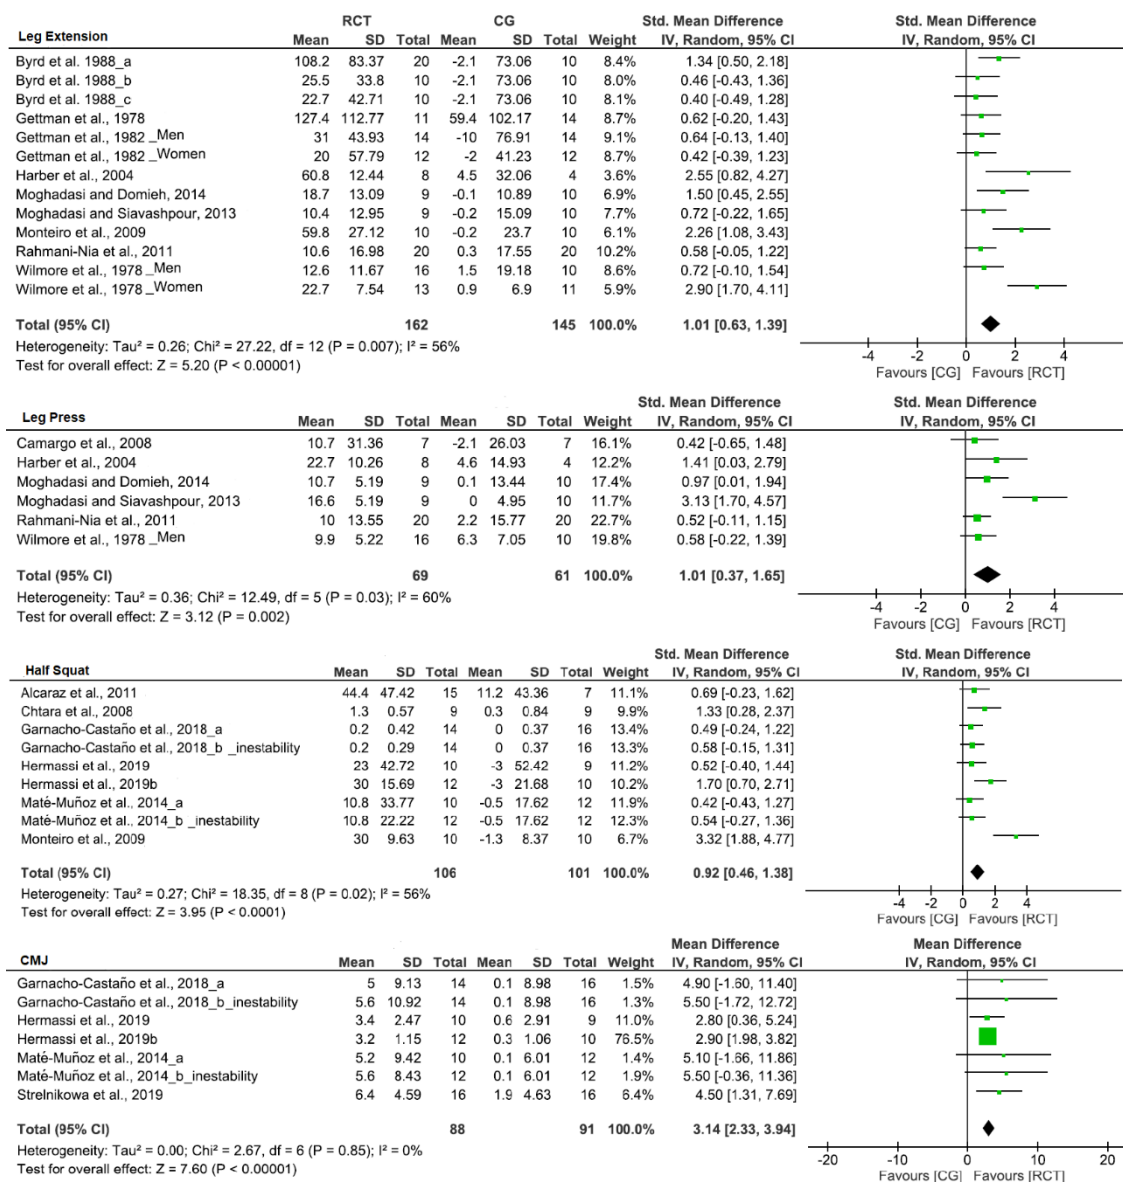 RCT CG Std. Mean Difference Std. Mean Difference
Leg Extension Mean SD Total Mean SD Total Weight IV, Random, 95% CI IV, Random, 95% CI
Byrd et al. 1988_a 108.2 83.37 20 -2.1 73.06 10 8.4% 1.34 [0.50, 2.18]
Byrd et al. 1988_b 25.5 33.8 10 -2.1 73.06 10 8.0% 0.46 [-0.43, 1.36]
Byrd et al. 1988_c 22.7 42.71 10 -2.1 73.06 10 8.1% 0.40 [-0.49, 1.28]
Gettman et al., 1978 127.4 112.77 11 59.4 102.17 14 8.7% 0.62 [-0.20, 1.43]
Gettman et al., 1982 _Men 31 43.93 14 -10 76.91 14 9.1% 0.64 [-0.13, 1.40]
Gettman et al., 1982 _Women 20 57.79 12 -2 41.23 12 8.7% 0.42 [-0.39, 1.23]
Harber et al., 2004 60.8 12.44 8 4.5 32.06 4 3.6% 2.55 [0.82, 4.27]
Moghadasi and Domieh, 2014 18.7 13.09 9 -0.1 10.89 10 6.9% 1.50 [0.45, 2.55]
Moghadasi and Siavashpour, 2013 10.4 12.95 9 -0.2 15.09 10 7.7% 0.72 [-0.22, 1.65]
Monteiro et al., 2009 59.8 27.12 10 -0.2 23.7 10 6.1% 2.26 [1.08, 3.43]
Rahmani-Nia et al., 2011 10.6 16.98 20 0.3 17.55 20 10.2% 0.58 [-0.05, 1.22]
Wilmore et al., 1978 _Men 12.6 11.67 16 1.5 19.18 10 8.6% 0.72 [-0.10, 1.54]
Wilmore et al., 1978 _Women 22.7 7.54 13 0.9 6.9 11 5.9% 2.90 [1.70, 4.11]
Total (95% CI) 162 145 100.0% 1.01 [0.63, 1.39]
Heterogeneity: Tau² = 0.26; Chi² = 27.22, df = 12 (P = 0.007); I² = 56%
Test for overall effect: Z = 5.20 (P < 0.00001)
-4 -2 0 2 4
Favours [CG] Favours [RCT]
Std. Mean Difference Std. Mean Difference
Leg Press Mean SD Total Mean SD Total Weight IV, Random, 95% CI IV, Random, 95% CI
Camargo et al., 2008 10.7 31.36 7 -2.1 26.03 7 16.1% 0.42 [-0.65, 1.48]
Harber et al., 2004 22.7 10.26 8 4.6 14.93 4 12.2% 1.41 [0.03, 2.79]
Moghadasi and Domieh, 2014 10.7 5.19 9 0.1 13.44 10 17.4% 0.97 [0.01, 1.94]
Moghadasi and Siavashpour, 2013 16.6 5.19 9 0 4.95 10 11.7% 3.13 [1.70, 4.57]
Rahmani-Nia et al., 2011 10 13.55 20 2.2 15.77 20 22.7% 0.52 [-0.11, 1.15]
Wilmore et al., 1978 _Men 9.9 5.22 16 6.3 7.05 10 19.8% 0.58 [-0.22, 1.39]
Total (95% CI) 69 61 100.0% 1.01 [0.37, 1.65]
Heterogeneity: Tau² = 0.36; Chi² = 12.49, df = 5 (P = 0.03); I² = 60%
Test for overall effect: Z = 3.12 (P = 0.002)
-4 -2 0 2 4
Favours [CG] Favours [RCT]
Std. Mean Difference Std. Mean Difference
Half Squat Mean SD Total Mean SD Total Weight IV, Random, 95% CI IV, Random, 95% CI
Alcaraz et al., 2011 44.4 47.42 15 11.2 43.36 7 11.1% 0.69 [-0.23, 1.62]
Chtara et al., 2008 1.3 0.57 9 0.3 0.84 9 9.9% 1.33 [0.28, 2.37]
Garnacho-Castaño et al., 2018_a 0.2 0.42 14 0 0.37 16 13.4% 0.49 [-0.24, 1.22]
Garnacho-Castaño et al., 2018_b _inestability 0.2 0.29 14 0 0.37 16 13.3% 0.58 [-0.15, 1.31]
Hermassi et al., 2019 23 42.72 10 -3 52.42 9 11.2% 0.52 [-0.40, 1.44]
Hermassi et al., 2019b 30 15.69 12 -3 21.68 10 10.2% 1.70 [0.70, 2.71]
Maté-Muñoz et al., 2014_a 10.8 33.77 10 -0.5 17.62 12 11.9% 0.42 [-0.43, 1.27]
Maté-Muñoz et al., 2014_b _inestability 10.8 22.22 12 -0.5 17.62 12 12.3% 0.54 [-0.27, 1.36]
Monteiro et al., 2009 30 9.63 10 -1.3 8.37 10 6.7% 3.32 [1.88, 4.77]
Total (95% CI) 106 101 100.0% 0.92 [0.46, 1.38]
Heterogeneity: Tau² = 0.27; Chi² = 18.35, df = 8 (P = 0.02); I² = 56%
Test for overall effect: Z = 3.95 (P < 0.0001)
-4 -2 0 2 4
Favours [CG] Favours [RCT]
Mean Difference Mean Difference
CMJ Mean SD Total Mean SD Total Weight IV, Random, 95% CI IV, Random, 95% CI
Garnacho-Castaño et al., 2018_a 5 9.13 14 0.1 8.98 16 1.5% 4.90 [-1.60, 11.40]
Garnacho-Castaño et al., 2018_b_inestability 5.6 10.92 14 0.1 8.98 16 1.2% 5.50 [-1.72, 12.72]
Hermassi et al., 2019 3.4 2.47 10 0.6 2.91 9 11.0% 2.80 [0.36, 5.24]
Hermassi et al., 2019b 3.2 1.15 12 0.3 1.06 10 76.5% 2.90 [1.98, 3.82]
Maté-Muñoz et al., 2014_a 5.2 9.42 10 0.1 6.01 12 1.4% 5.10 [-1.66, 11.86]
Maté-Muñoz et al., 2014_b_inestability 5.6 8.43 12 0.1 6.01 12 1.9% 5.50 [-0.36, 11.36]
Strelnikowa et al., 2019 6.4 4.59 16 1.9 4.63 16 6.4% 4.50 [1.31, 7.69]
Total (95% CI) 88 91 100.0% 3.14 [2.33, 3.94]
Heterogeneity: Tau² = 0.00; Chi² = 2.67, df = 6 (P = 0.85); I² = 0%
Test for overall effect: Z = 7.60 (P < 0.00001)
-20 -10 0 10 20
Favours [CG] Favours [RCT]